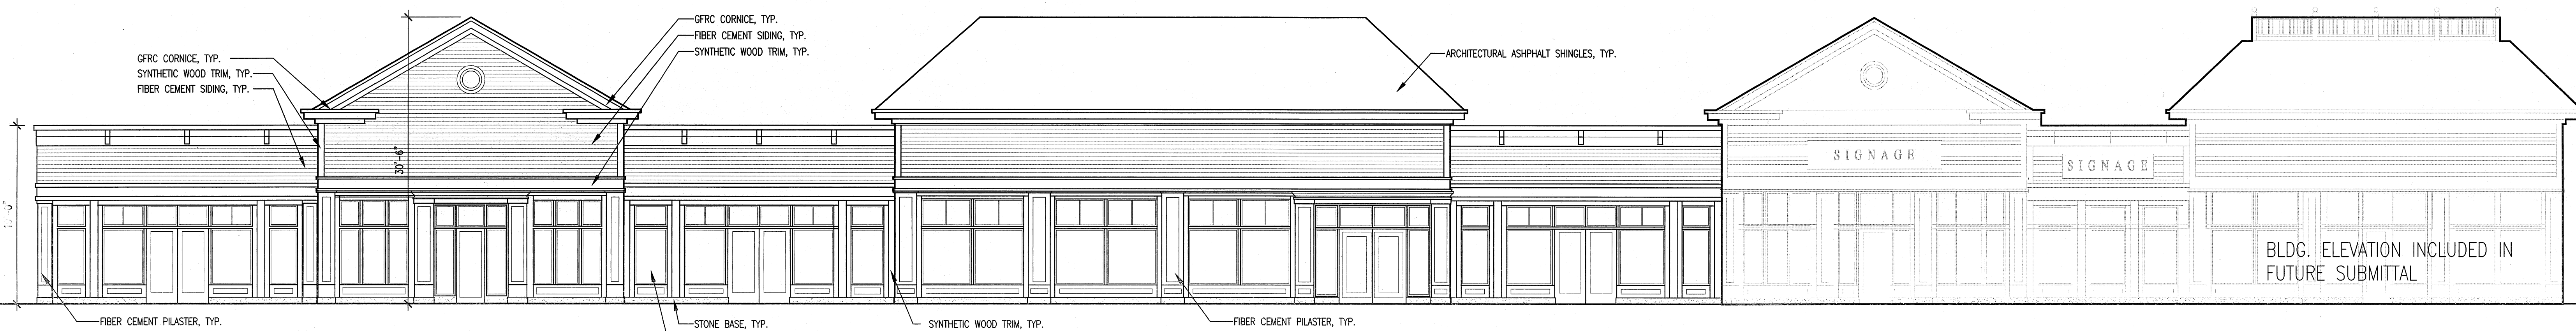 GFRC CORNICE, TYP.
FIBER CEMENT SIDING, TYP.
SYNTHETIC WOOD TRIM, TYP.
GFRC CORNICE, TYP.
SYNTHETIC WOOD TRIM, TYP.
FIBER CEMENT SIDING, TYP.
ARCHITECTURAL ASHPHALT SHINGLES, TYP.
30'-6"
SIGNAGE
SIGNAGE
BLDG. ELEVATION INCLUDED IN
FUTURE SUBMITTAL
FIBER CEMENT PILASTER, TYP.
STONE BASE, TYP.
SYNTHETIC WOOD TRIM, TYP.
FIBER CEMENT PILASTER, TYP.